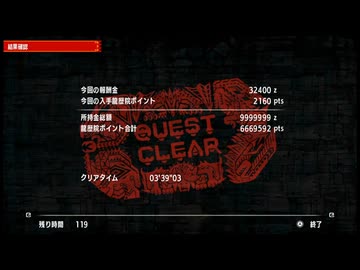 結果確認
今回の報酬金 32400 z
今回の入手龍歴院ポイント 2160 pts
所持金総額 9999999 z
龍歴院ポイント合計 6669592 pts
QUEST
CLEAR
クリアタイム 03'39"03
残り時間 119
終了